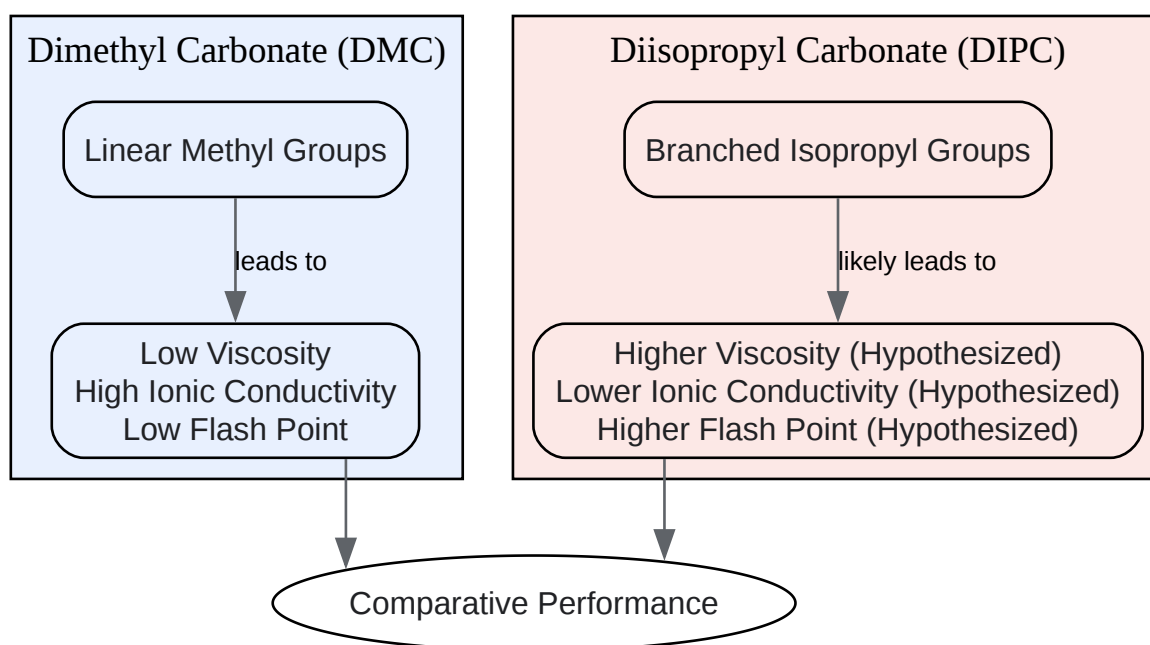 Dimethyl Carbonate (DMC)
Linear Methyl Groups
leads to
Low Viscosity
High Ionic Conductivity
Low Flash Point
Diisopropyl Carbonate (DIPC)
Branched Isopropyl Groups
likely leads to
Higher Viscosity (Hypothesized)
Lower Ionic Conductivity (Hypothesized)
Higher Flash Point (Hypothesized)
Comparative Performance